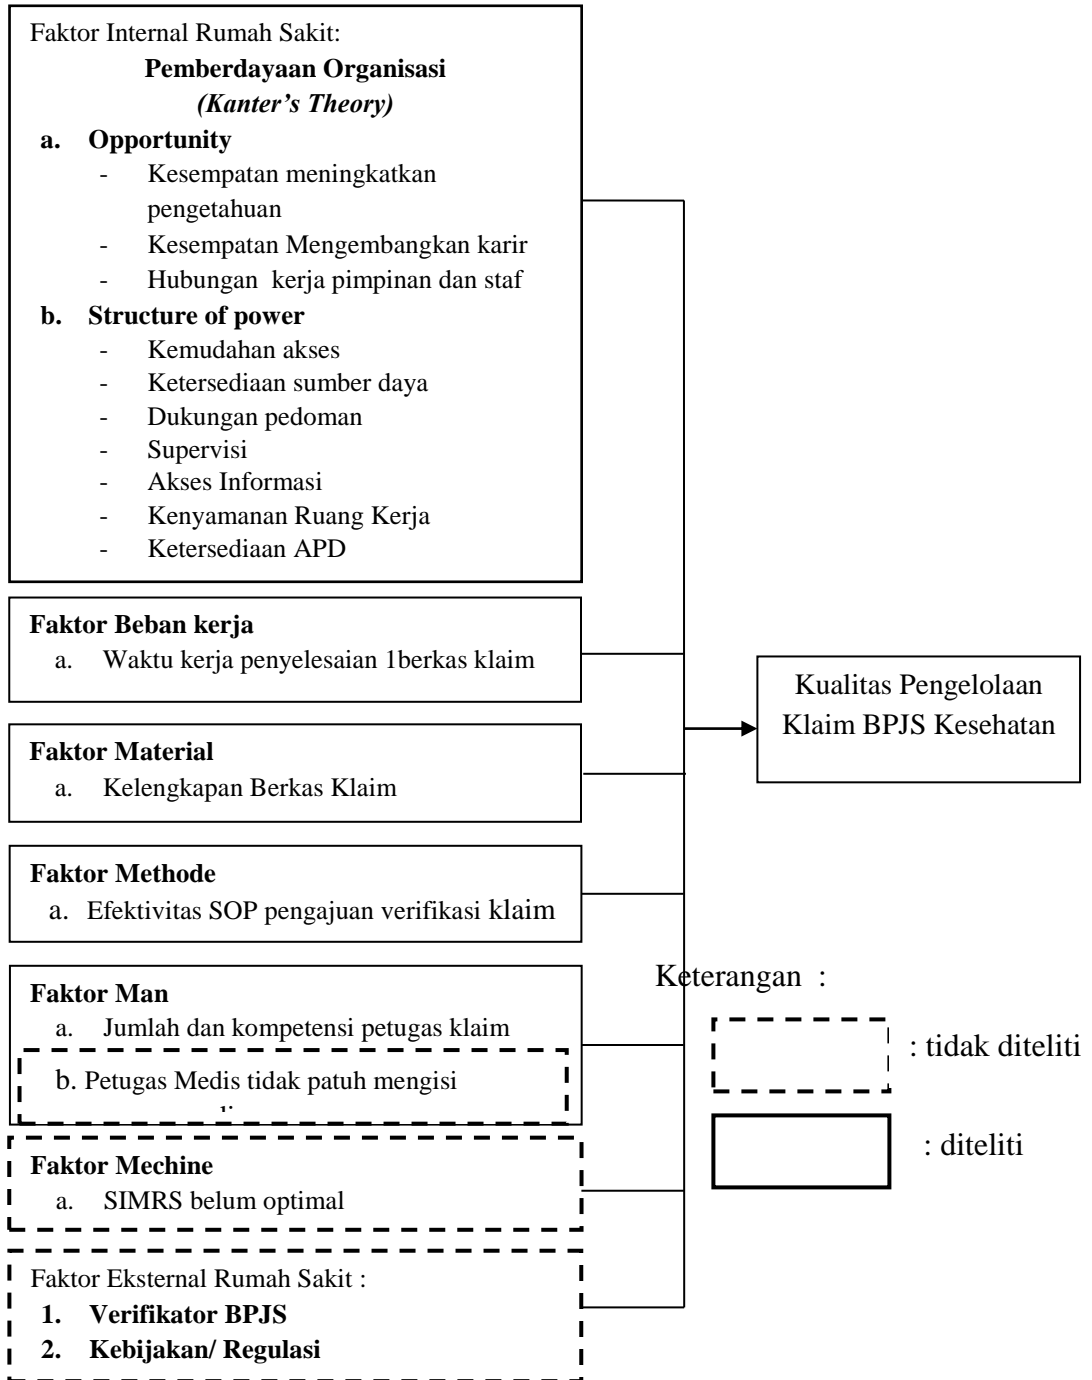 Faktor Internal Rumah Sakit:
Pemberdayaan Organisasi
(Kanter’s Theory)
a. Opportunity
- Kesempatan meningkatkan
pengetahuan
- Kesempatan Mengembangkan karir
- Hubungan kerja pimpinan dan staf
b. Structure of power
- Kemudahan akses
- Ketersediaan sumber daya
- Dukungan pedoman
- Supervisi
- Akses Informasi
- Kenyamanan Ruang Kerja
- Ketersediaan APD
Faktor Beban kerja
a. Waktu kerja penyelesaian 1berkas klaim
Faktor Material
a. Kelengkapan Berkas Klaim
Faktor Methode
a. Efektivitas SOP pengajuan verifikasi klaim
Faktor Man
a. Jumlah dan kompetensi petugas klaim
b. Petugas Medis tidak patuh mengisi
Faktor Mechine
a. SIMRS belum optimal
Faktor Eksternal Rumah Sakit :
1. Verifikator BPJS
2. Kebijakan/ Regulasi
Kualitas Pengelolaan
Klaim BPJS Kesehatan
Keterangan :
: tidak diteliti
: diteliti